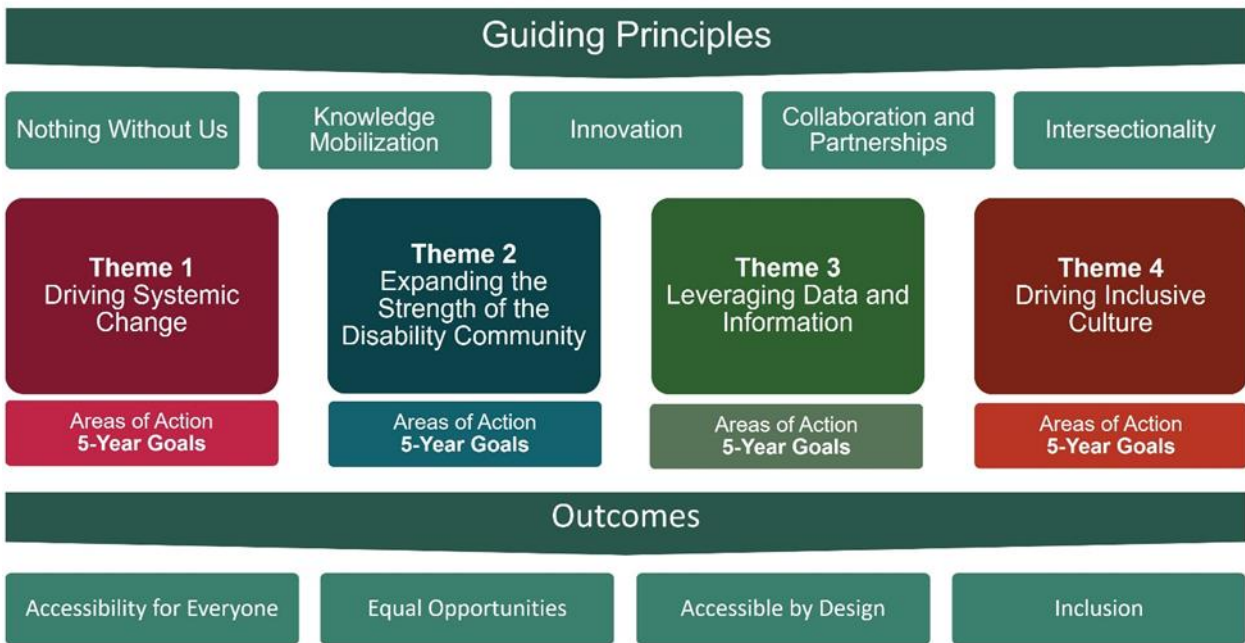 Guiding Principles
Nothing Without Us
Knowledge
Mobilization
Innovation
Collaboration and
Partnerships
Intersectionality
Theme 1
Driving Systemic
Change
Areas of Action
5-Year Goals
Theme 2
Expanding the
Strength of the
Disability Community
Areas of Action
5-Year Goals
Theme 3
Leveraging Data and
Information
Areas of Action
5-Year Goals
Theme 4
Driving Inclusive
Culture
Areas of Action
5-Year Goals
Outcomes
Accessibility for Everyone
Equal Opportunities
Accessible by Design
Inclusion